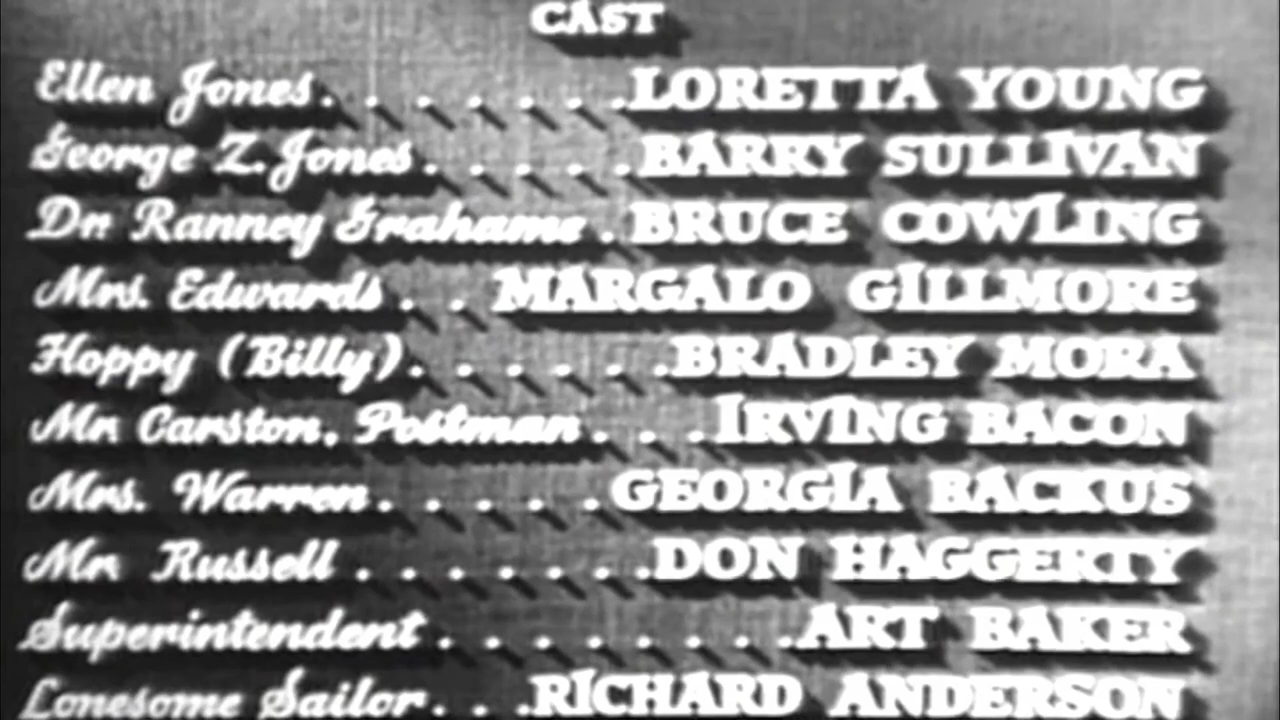 CAST
Ellen Jones. . . . . . .LORETTA YOUNG
George Z. Jones. . . . .BARRY SULLIVAN
Dr. Ranney Grahame .BRUCE COWLING
Mrs. Edwards . . MARGALO GILLMORE
Hoppy (Billy). . . . . .BRADLEY MORA
Mr. Carston, Postman . . .IRVING BACON
Mrs. Warren. . . . .GEORGIA BACKUS
Mr. Russell . . . . . . .DON HAGGERTY
Superintendent . . . . . . . .ART BAKER
Lonesome Sailor. . .RICHARD ANDERSON